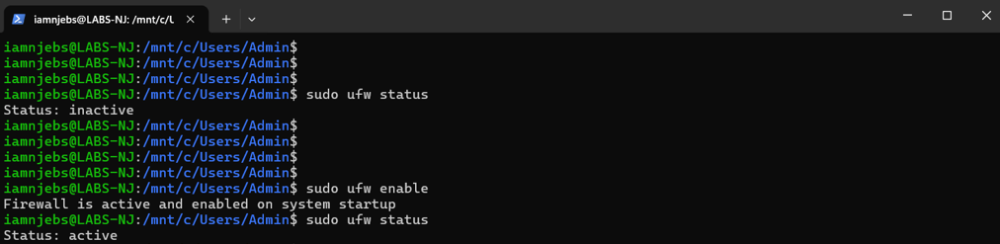 iamnjebs@LABS-NJ: /mnt/c/U
iamnjebs@LABS-NJ:/mnt/c/Users/Admin$
iamnjebs@LABS-NJ:/mnt/c/Users/Admin$
iamnjebs@LABS-NJ:/mnt/c/Users/Admin$
iamnjebs@LABS-NJ:/mnt/c/Users/Admin$ sudo ufw status
Status: inactive
iamnjebs@LABS-NJ:/mnt/c/Users/Admin$
iamnjebs@LABS-NJ:/mnt/c/Users/Admin$
iamnjebs@LABS-NJ:/mnt/c/Users/Admin$
iamnjebs@LABS-NJ:/mnt/c/Users/Admin$
iamnjebs@LABS-NJ:/mnt/c/Users/Admin$ sudo ufw enable
Firewall is active and enabled on system startup
iamnjebs@LABS-NJ:/mnt/c/Users/Admin$ sudo ufw status
Status: active